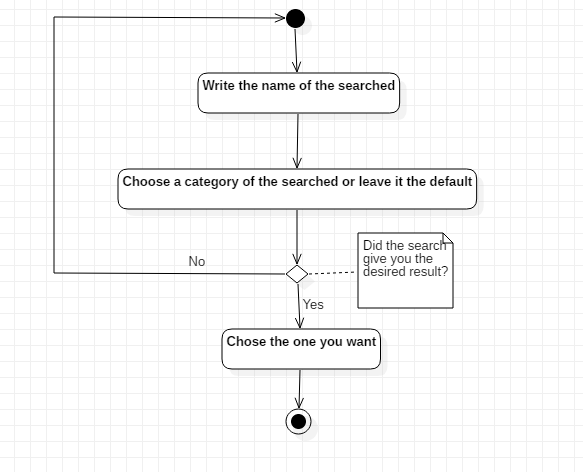 Write the name of the searched
Choose a category of the searched or leave it the default
Did the search
give you the
desired result?
No
Yes
Chose the one you want